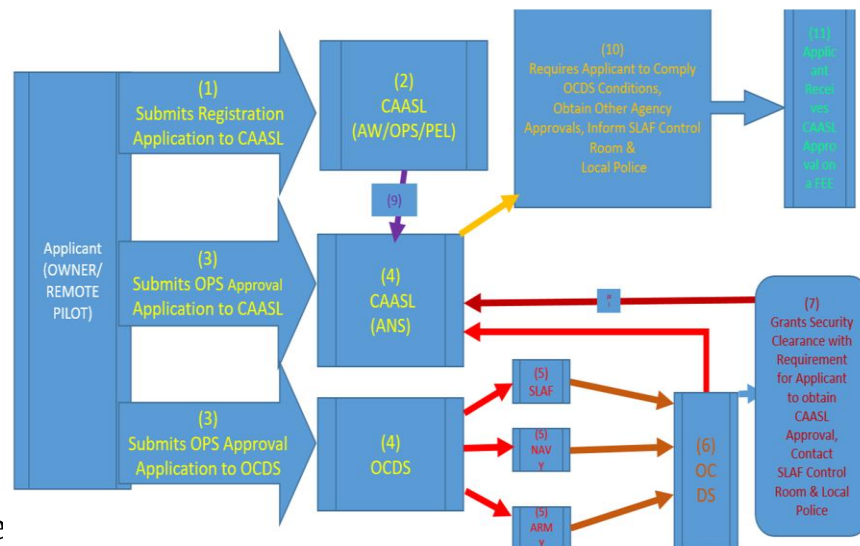 Applicant
(OWNER/
REMOTE
PILOT)
(1)
Submits Registration
Application to CAASL
(2)
CAASL
(AW/OPS/PEL)
(9)
(3)
Submits OPS Approval
Application to CAASL
(4)
CAASL
(ANS)
(3)
Submits OPS Approval
Application to OCDS
(4)
OCDS
(5)
SLAF
(5)
NAV
Y
(5)
ARM
Y
(6)
OC
DS
(7)
Grants Security
Clearance with
Requirement
for Applicant
to obtain
CAASL
Approval,
Contact
SLAF Control
Room & Local
Police
(10)
Requires Applicant to Comply
OCDS Conditions,
Obtain Other Agency
Approvals, Inform SLAF Control
Room &
Local Police
(11)
Applic
ant
Recei
ves
CAASL
Appro
val on
a FEE